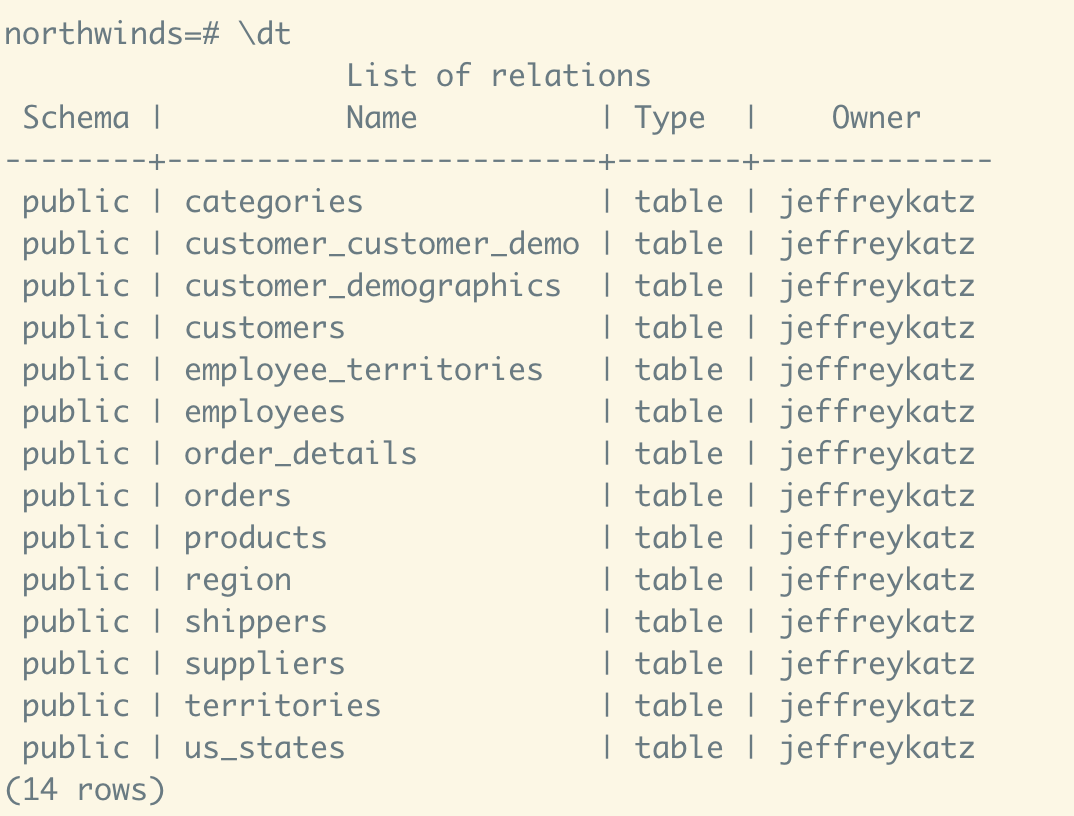 northwinds=# \dt
                   List of relations
 Schema |          Name          | Type  |    Owner
--------+------------------------+-------+-------------
 public | categories             | table | jeffreykatz
 public | customer_customer_demo | table | jeffreykatz
 public | customer_demographics  | table | jeffreykatz
 public | customers              | table | jeffreykatz
 public | employee_territories   | table | jeffreykatz
 public | employees              | table | jeffreykatz
 public | order_details          | table | jeffreykatz
 public | orders                 | table | jeffreykatz
 public | products               | table | jeffreykatz
 public | region                 | table | jeffreykatz
 public | shippers               | table | jeffreykatz
 public | suppliers              | table | jeffreykatz
 public | territories            | table | jeffreykatz
 public | us_states              | table | jeffreykatz
(14 rows)